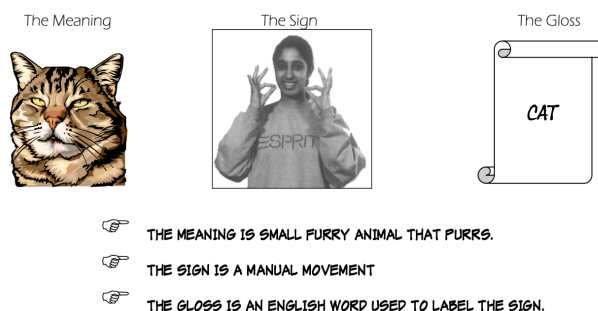 The Meaning
The Sign
The Gloss
ESPRIT
CAT
THE MEANING IS SMALL FURRY ANIMAL THAT PURRS.
THE SIGN IS A MANUAL MOVEMENT
THE GLOSS IS AN ENGLISH WORD USED TO LABEL THE SIGN.